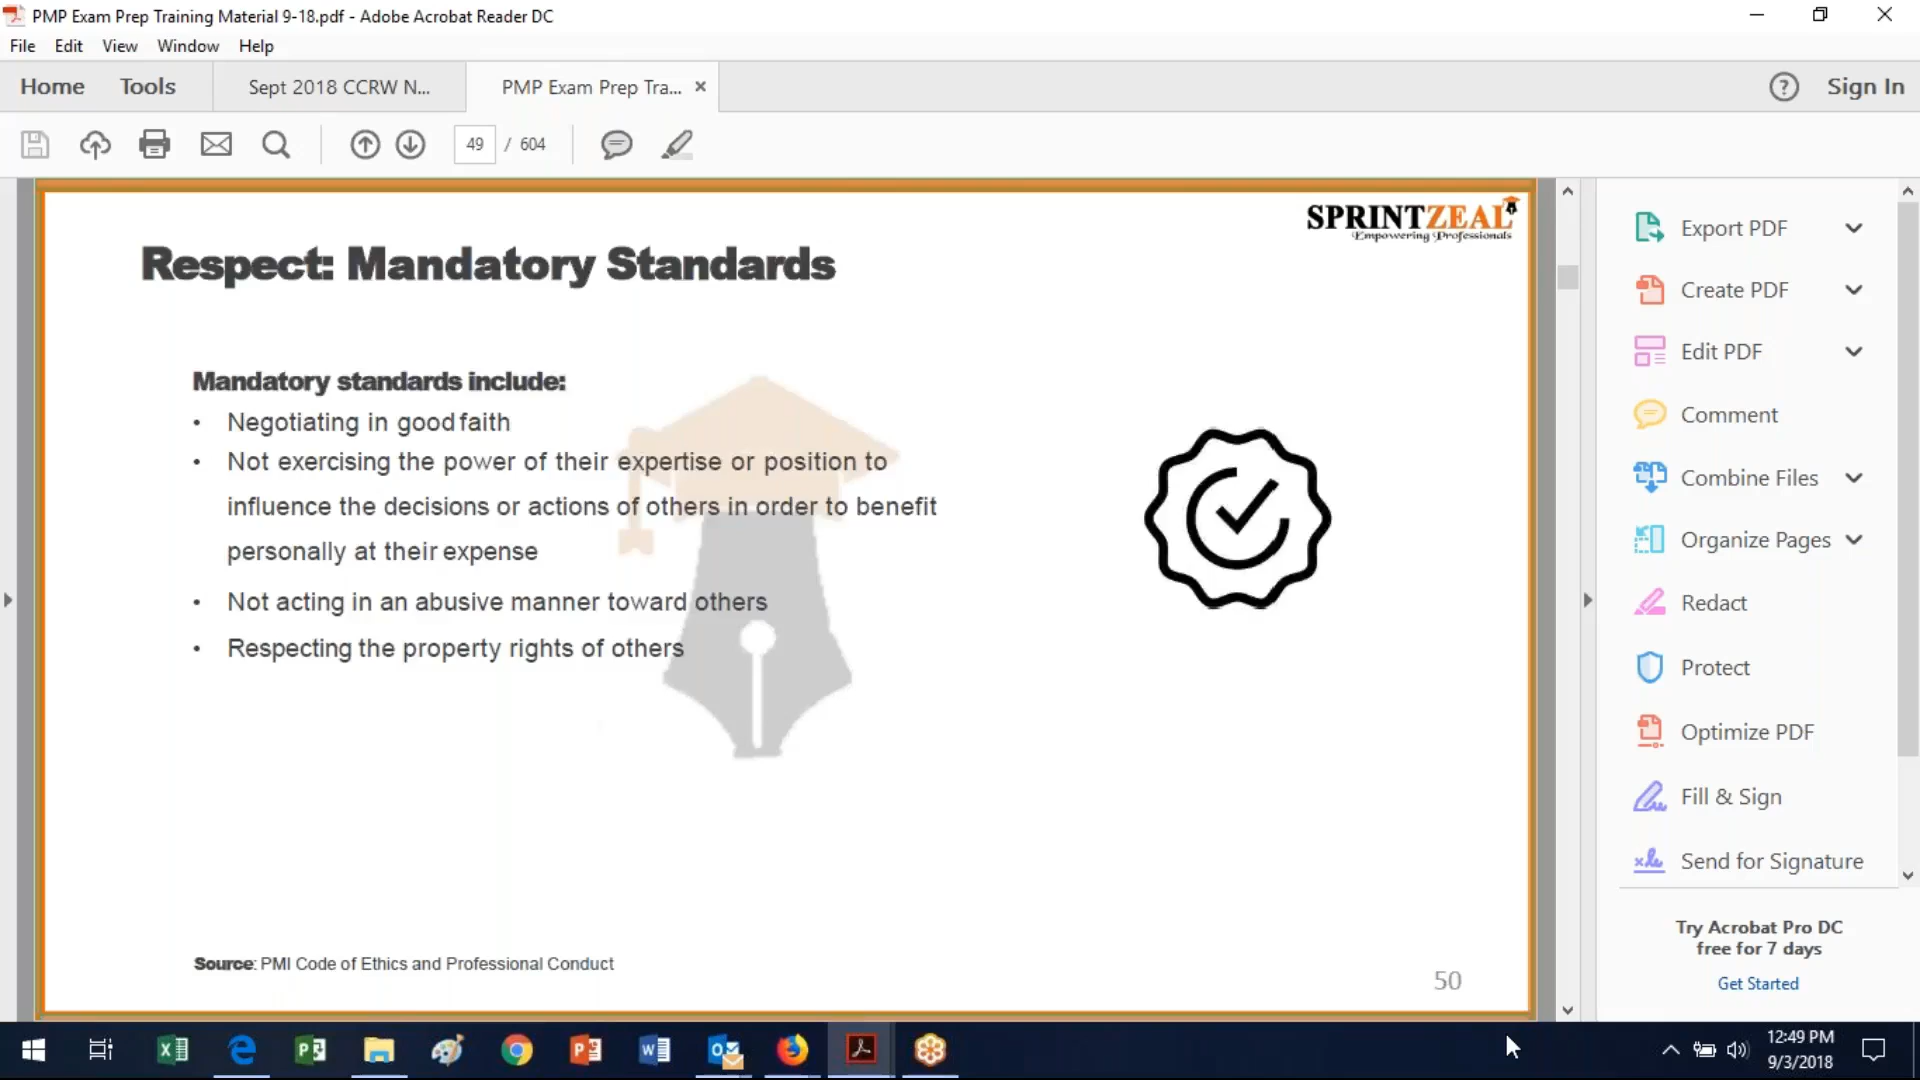 PMP Exam Prep Training Material 9-18.pdf - Adobe Acrobat Reader DC
File Edit View Window Help
Home Tools Sept 2018 CCRW N... PMP Exam Prep Tra... × ? Sign In
49 / 604
SPRINTZEAL
Empowering Professionals
Respect: Mandatory Standards
Mandatory standards include:
• Negotiating in good faith
• Not exercising the power of their expertise or position to
influence the decisions or actions of others in order to benefit
personally at their expense
• Not acting in an abusive manner toward others
• Respecting the property rights of others
Source: PMI Code of Ethics and Professional Conduct
50
Export PDF
Create PDF
Edit PDF
Comment
Combine Files
Organize Pages
Redact
Protect
Optimize PDF
Fill & Sign
Send for Signature
Try Acrobat Pro DC
free for 7 days
Get Started
12:49 PM
9/3/2018